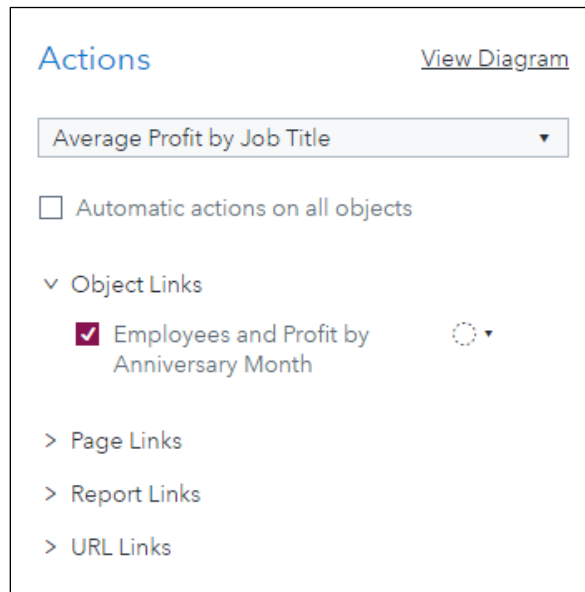 Actions
View Diagram
Average Profit by Job Title
Automatic actions on all objects
Object Links
Employees and Profit by
Anniversary Month
Page Links
Report Links
URL Links